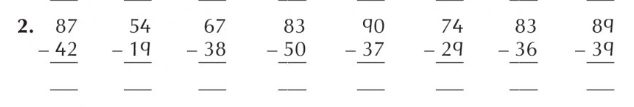 2. 87 54 67 83 90 74 83 89
– 42 – 19 – 38 – 50 – 37 – 29 – 36 – 39